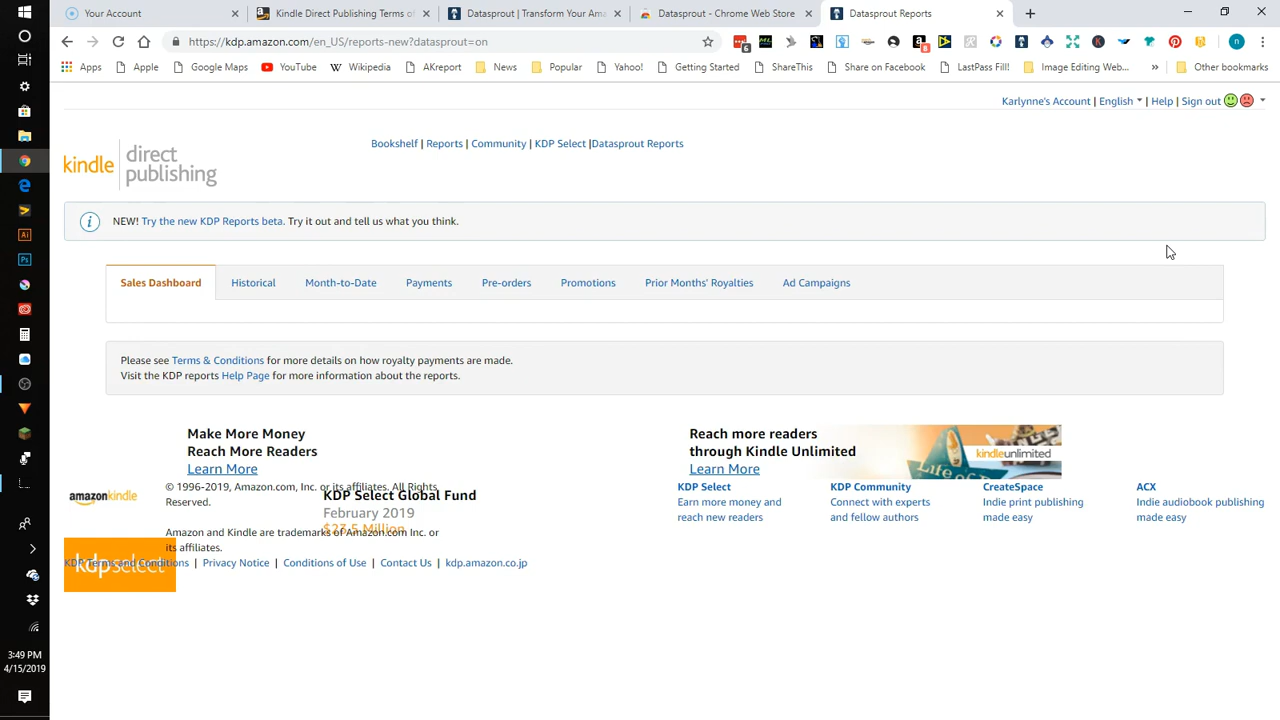 Your Account
Kindle Direct Publishing Terms of
Datasprout | Transform Your Ama
Datasprout - Chrome Web Store
Datasprout Reports
https://kdp.amazon.com/en_US/reports-new?datasprout=on
Apps
Apple
Google Maps
YouTube
Wikipedia
AKreport
News
Popular
Yahoo!
Getting Started
ShareThis
Share on Facebook
LastPass Fill!
Image Editing Web...
Other bookmarks
Karlynne's Account | English | Help | Sign out
Bookshelf | Reports | Community | KDP Select |Datasprout Reports
kindle direct publishing
NEW! Try the new KDP Reports beta. Try it out and tell us what you think.
Sales Dashboard
Historical
Month-to-Date
Payments
Pre-orders
Promotions
Prior Months' Royalties
Ad Campaigns
Please see Terms & Conditions for more details on how royalty payments are made.
Visit the KDP reports Help Page for more information about the reports.
Make More Money
Reach More Readers
Learn More
Reach more readers
through Kindle Unlimited
Learn More
kindleunlimited
amazonkindle
© 1996-2019, Amazon.com, Inc. or its affiliates. All Rights
Reserved.
KDP Select Global Fund
February 2019
$23.5 Million
Amazon and Kindle are trademarks of Amazon.com Inc. or
its affiliates.
KDP Select
Earn more money and
reach new readers
KDP Community
Connect with experts
and fellow authors
CreateSpace
Indie print publishing
made easy
ACX
Indie audiobook publishing
made easy
kdpselect
KDP Terms and Conditions | Privacy Notice | Conditions of Use | Contact Us | kdp.amazon.co.jp
3:49 PM
4/15/2019